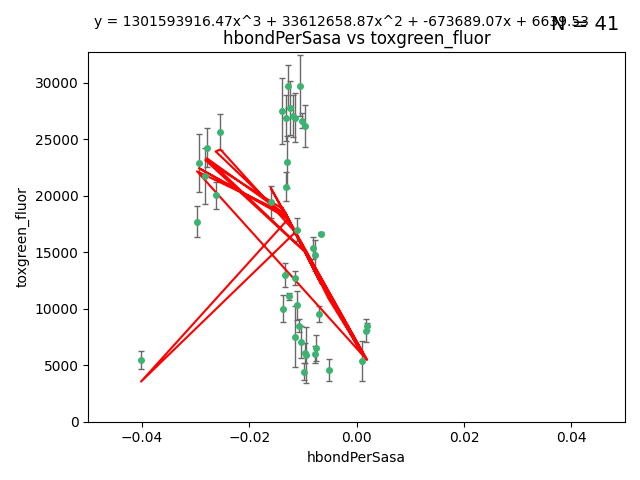 y = 1301593916.47x^3 + 33612658.87x^2 + -673689.07x + 6639.53
N = 41
hbondPerSasa vs toxgreen_fluor
30000
25000
20000
15000
10000
5000
0
toxgreen_fluor
−0.04 −0.02 0.00 0.02 0.04
hbondPerSasa